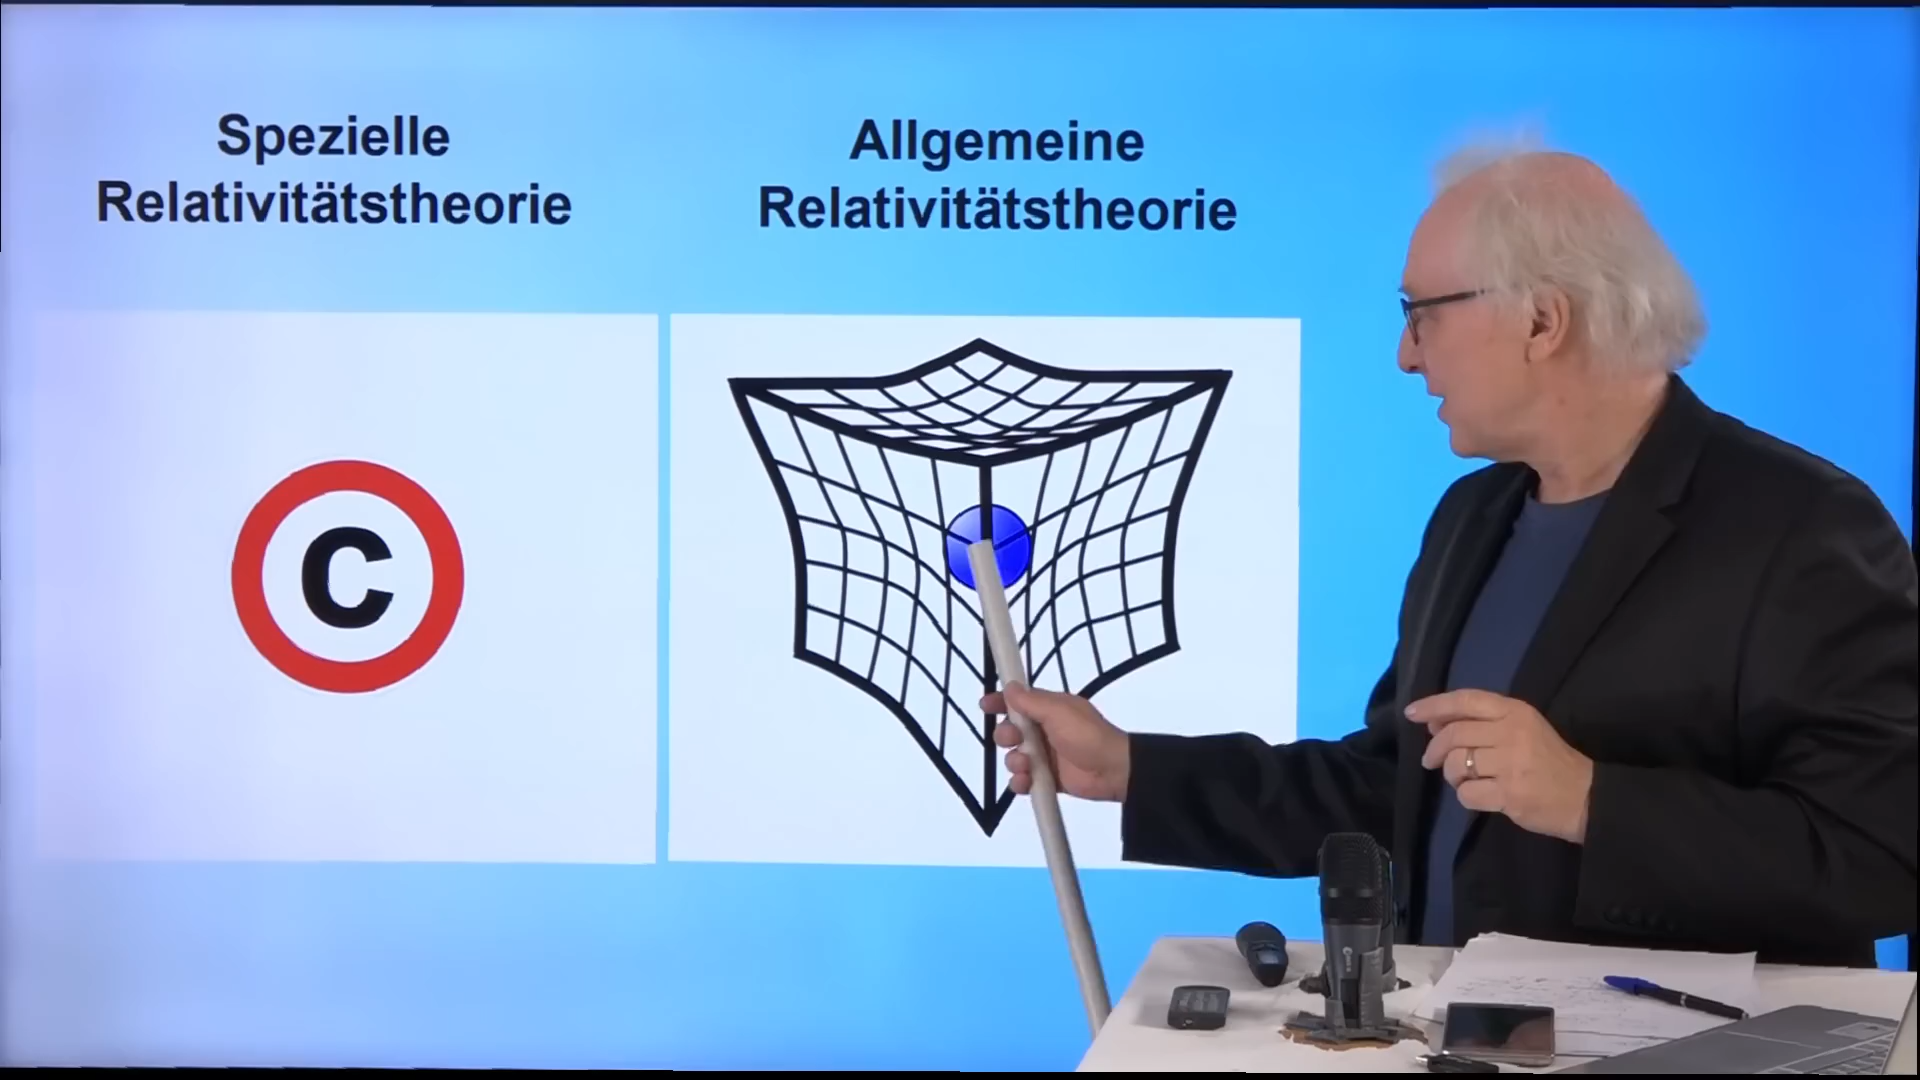 Spezielle
Relativitätstheorie
Allgemeine
Relativitätstheorie
c